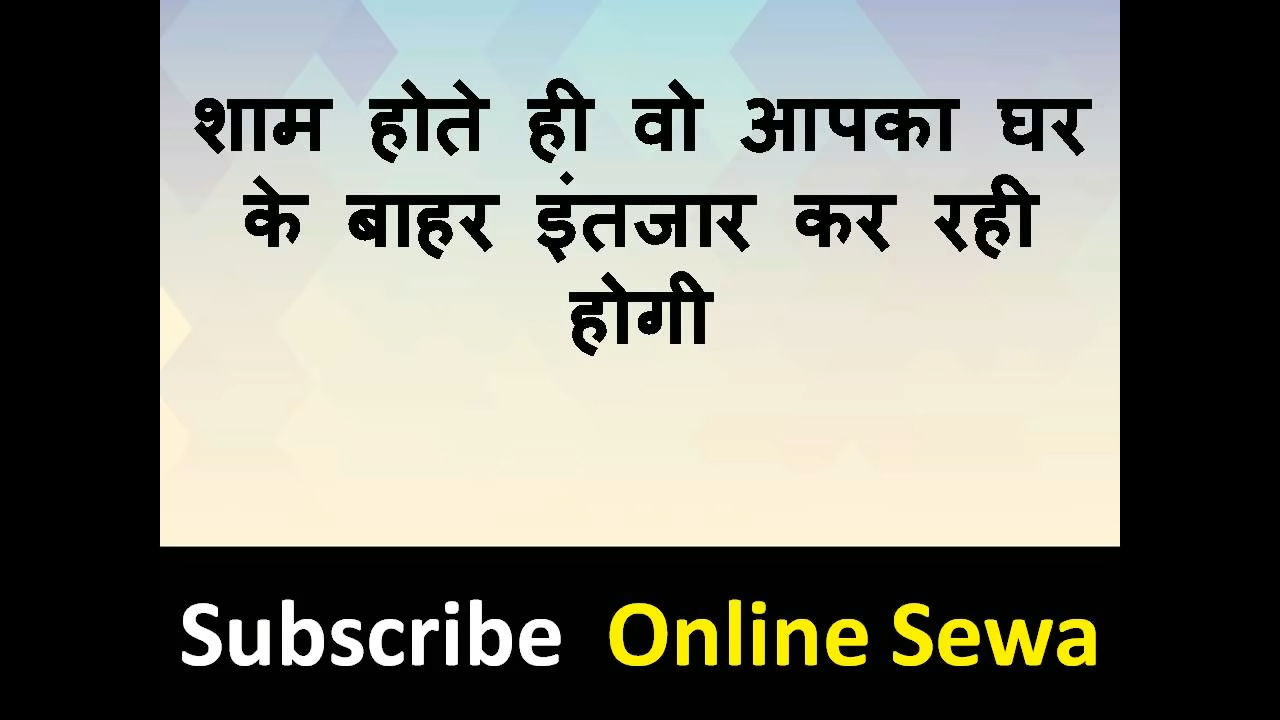 शाम होते ही वो आपका घर
के बाहर इंतजार कर रही
होगी
Subscribe Online Sewa